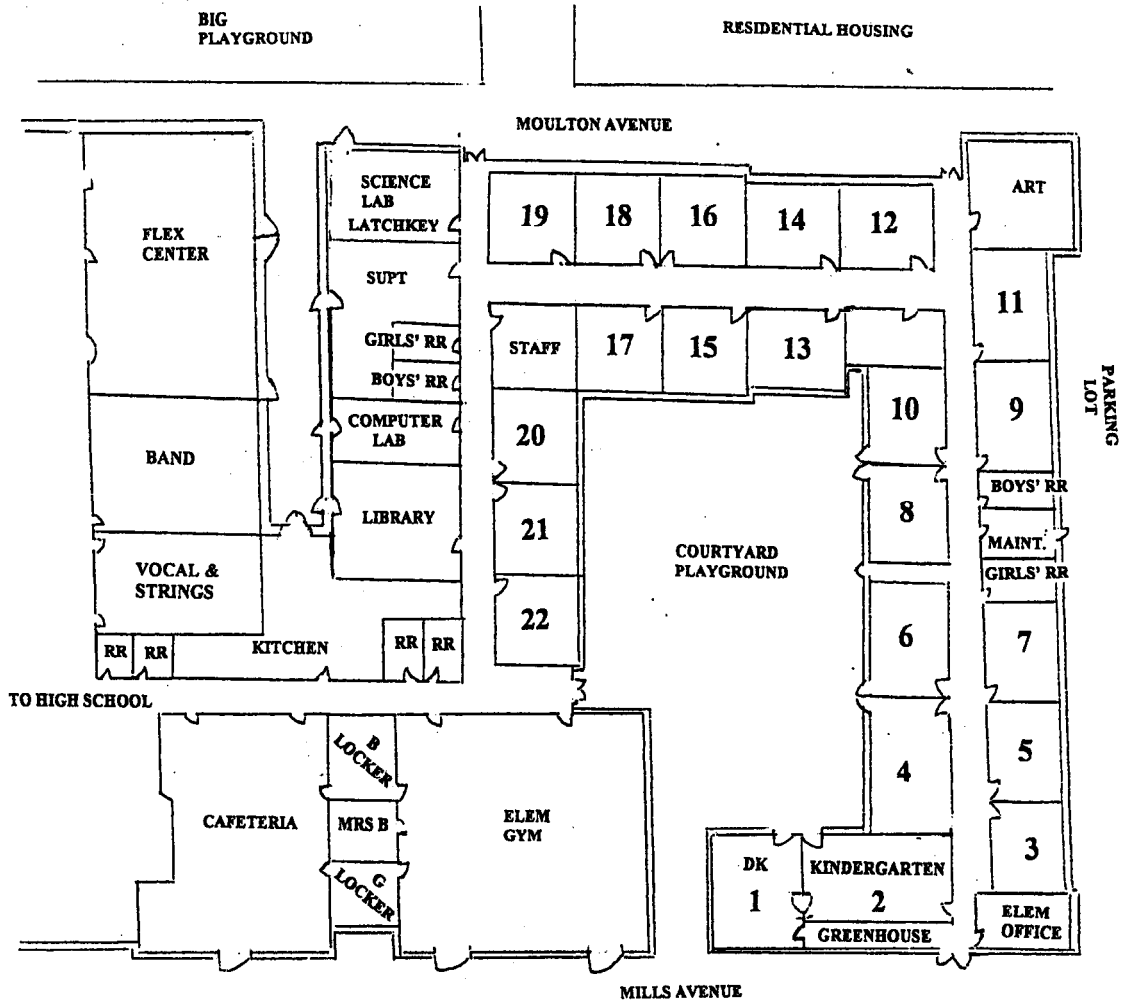 BIG
PLAYGROUND
RESIDENTIAL HOUSING
MOULTON AVENUE
SCIENCE
LAB
LATCHKEY
19
18
16
14
12
ART
FLEX
CENTER
SUPT
11
GIRLS' RR
BOYS' RR
STAFF
17
15
13
PARKING
LOT
COMPUTER
LAB
20
10
9
BAND
LIBRARY
21
8
BOYS' RR
MAINT.
GIRLS' RR
COURTYARD
PLAYGROUND
VOCAL &
STRINGS
22
6
7
RR
RR
KITCHEN
RR
RR
TO HIGH SCHOOL
B
LOCKER
4
5
CAFETERIA
MRS B
ELEM
GYM
G
LOCKER
DK
1
KINDERGARTEN
2
3
GREENHOUSE
ELEM
OFFICE
MILLS AVENUE